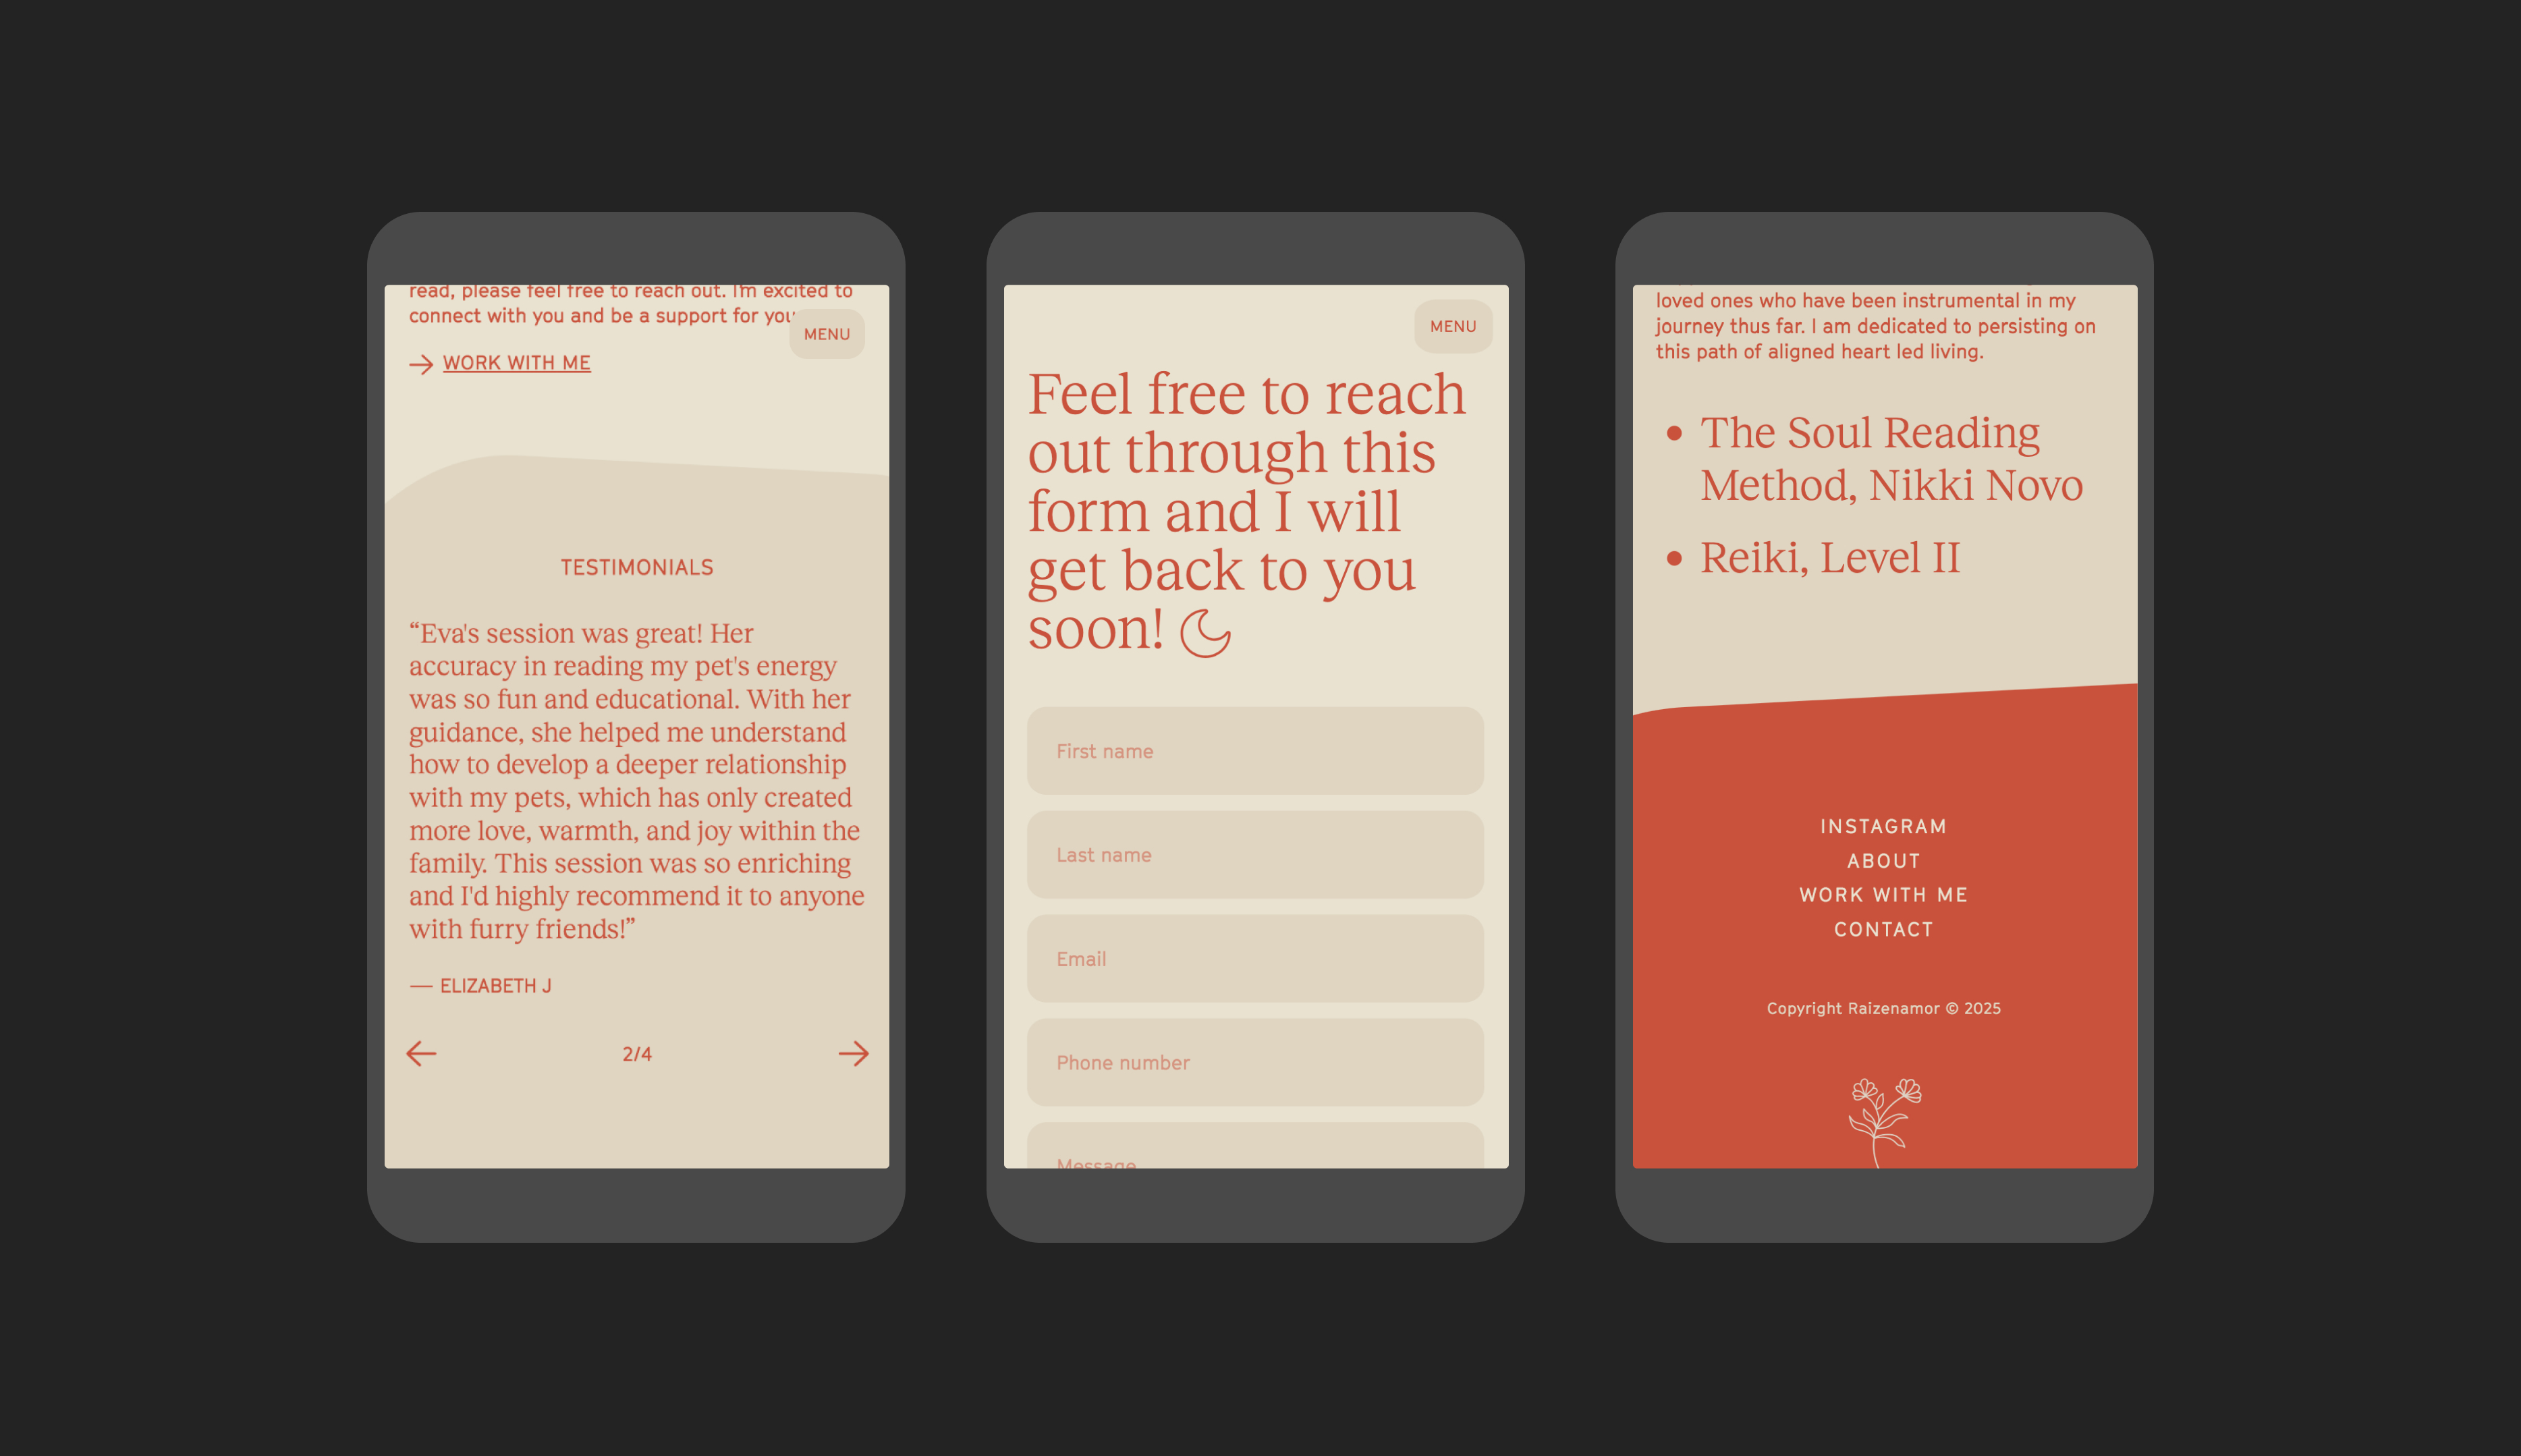 read, please feel free to reach out. I'm excited to
connect with you and be a support for you
MENU
WORK WITH ME
TESTIMONIALS
“Eva's session was great! Her
accuracy in reading my pet's energy
was so fun and educational. With her
guidance, she helped me understand
how to develop a deeper relationship
with my pets, which has only created
more love, warmth, and joy within the
family. This session was so enriching
and I'd highly recommend it to anyone
with furry friends!”
— ELIZABETH J
2/4
MENU
Feel free to reach
out through this
form and I will
get back to you
soon!
First name
Last name
Email
Phone number
Message
loved ones who have been instrumental in my
journey thus far. I am dedicated to persisting on
this path of aligned heart led living.
• The Soul Reading
Method, Nikki Novo
• Reiki, Level II
INSTAGRAM
ABOUT
WORK WITH ME
CONTACT
Copyright Raizenamor © 2025